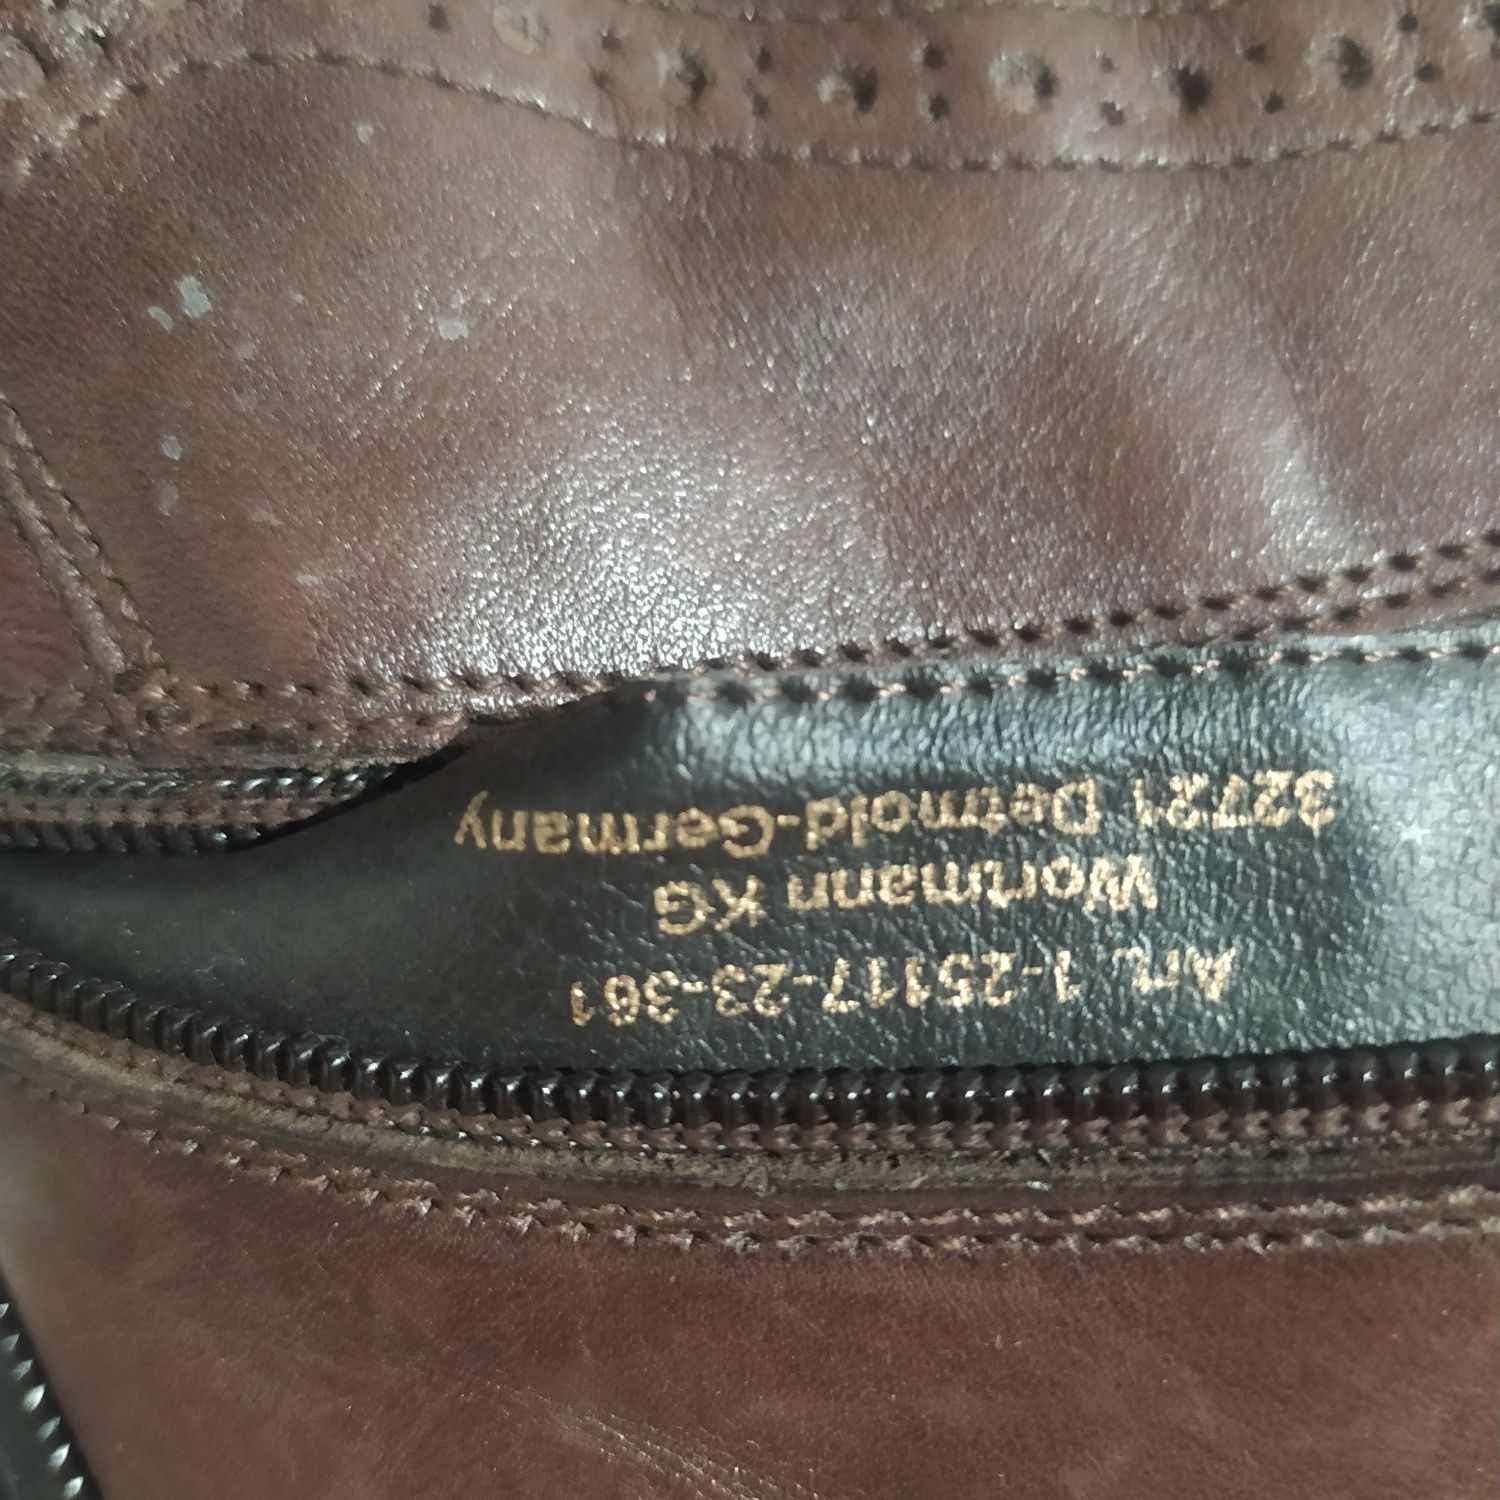 Art. 1-25117-23-361
Wortmann KG
32721 Detmold-Germany